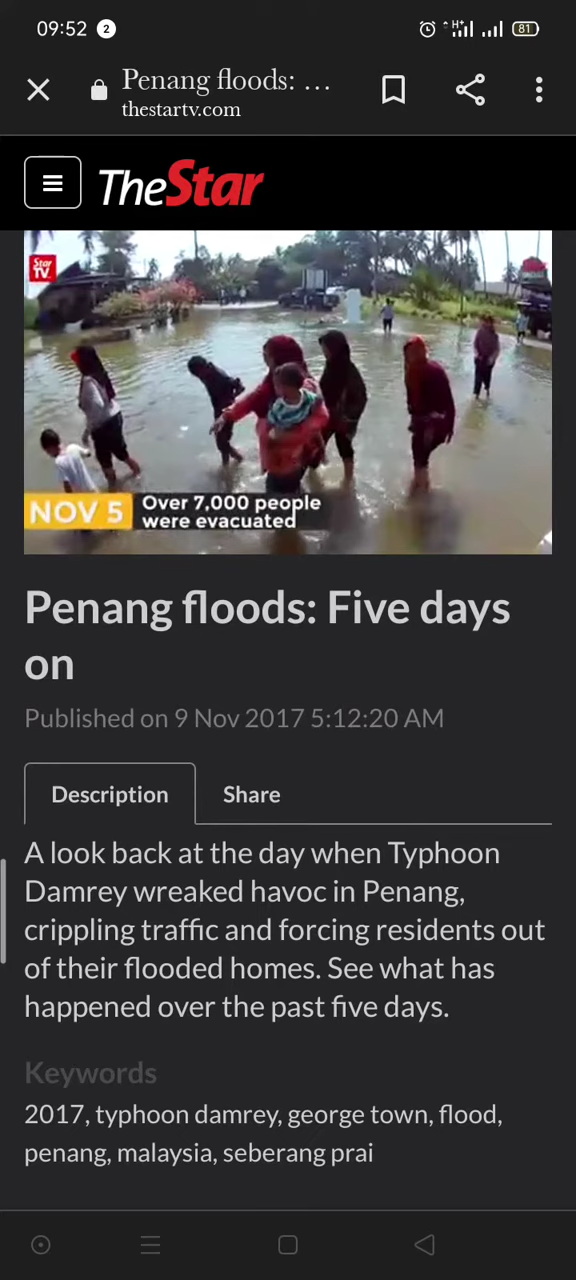 09:52 2 H+ 81
Penang floods: ...
thestartv.com
TheStar
Star
TV
NOV 5 Over 7,000 people
were evacuated
Penang floods: Five days
on
Published on 9 Nov 2017 5:12:20 AM
Description Share
A look back at the day when Typhoon
Damrey wreaked havoc in Penang,
crippling traffic and forcing residents out
of their flooded homes. See what has
happened over the past five days.
Keywords
2017, typhoon damrey, george town, flood,
penang, malaysia, seberang prai